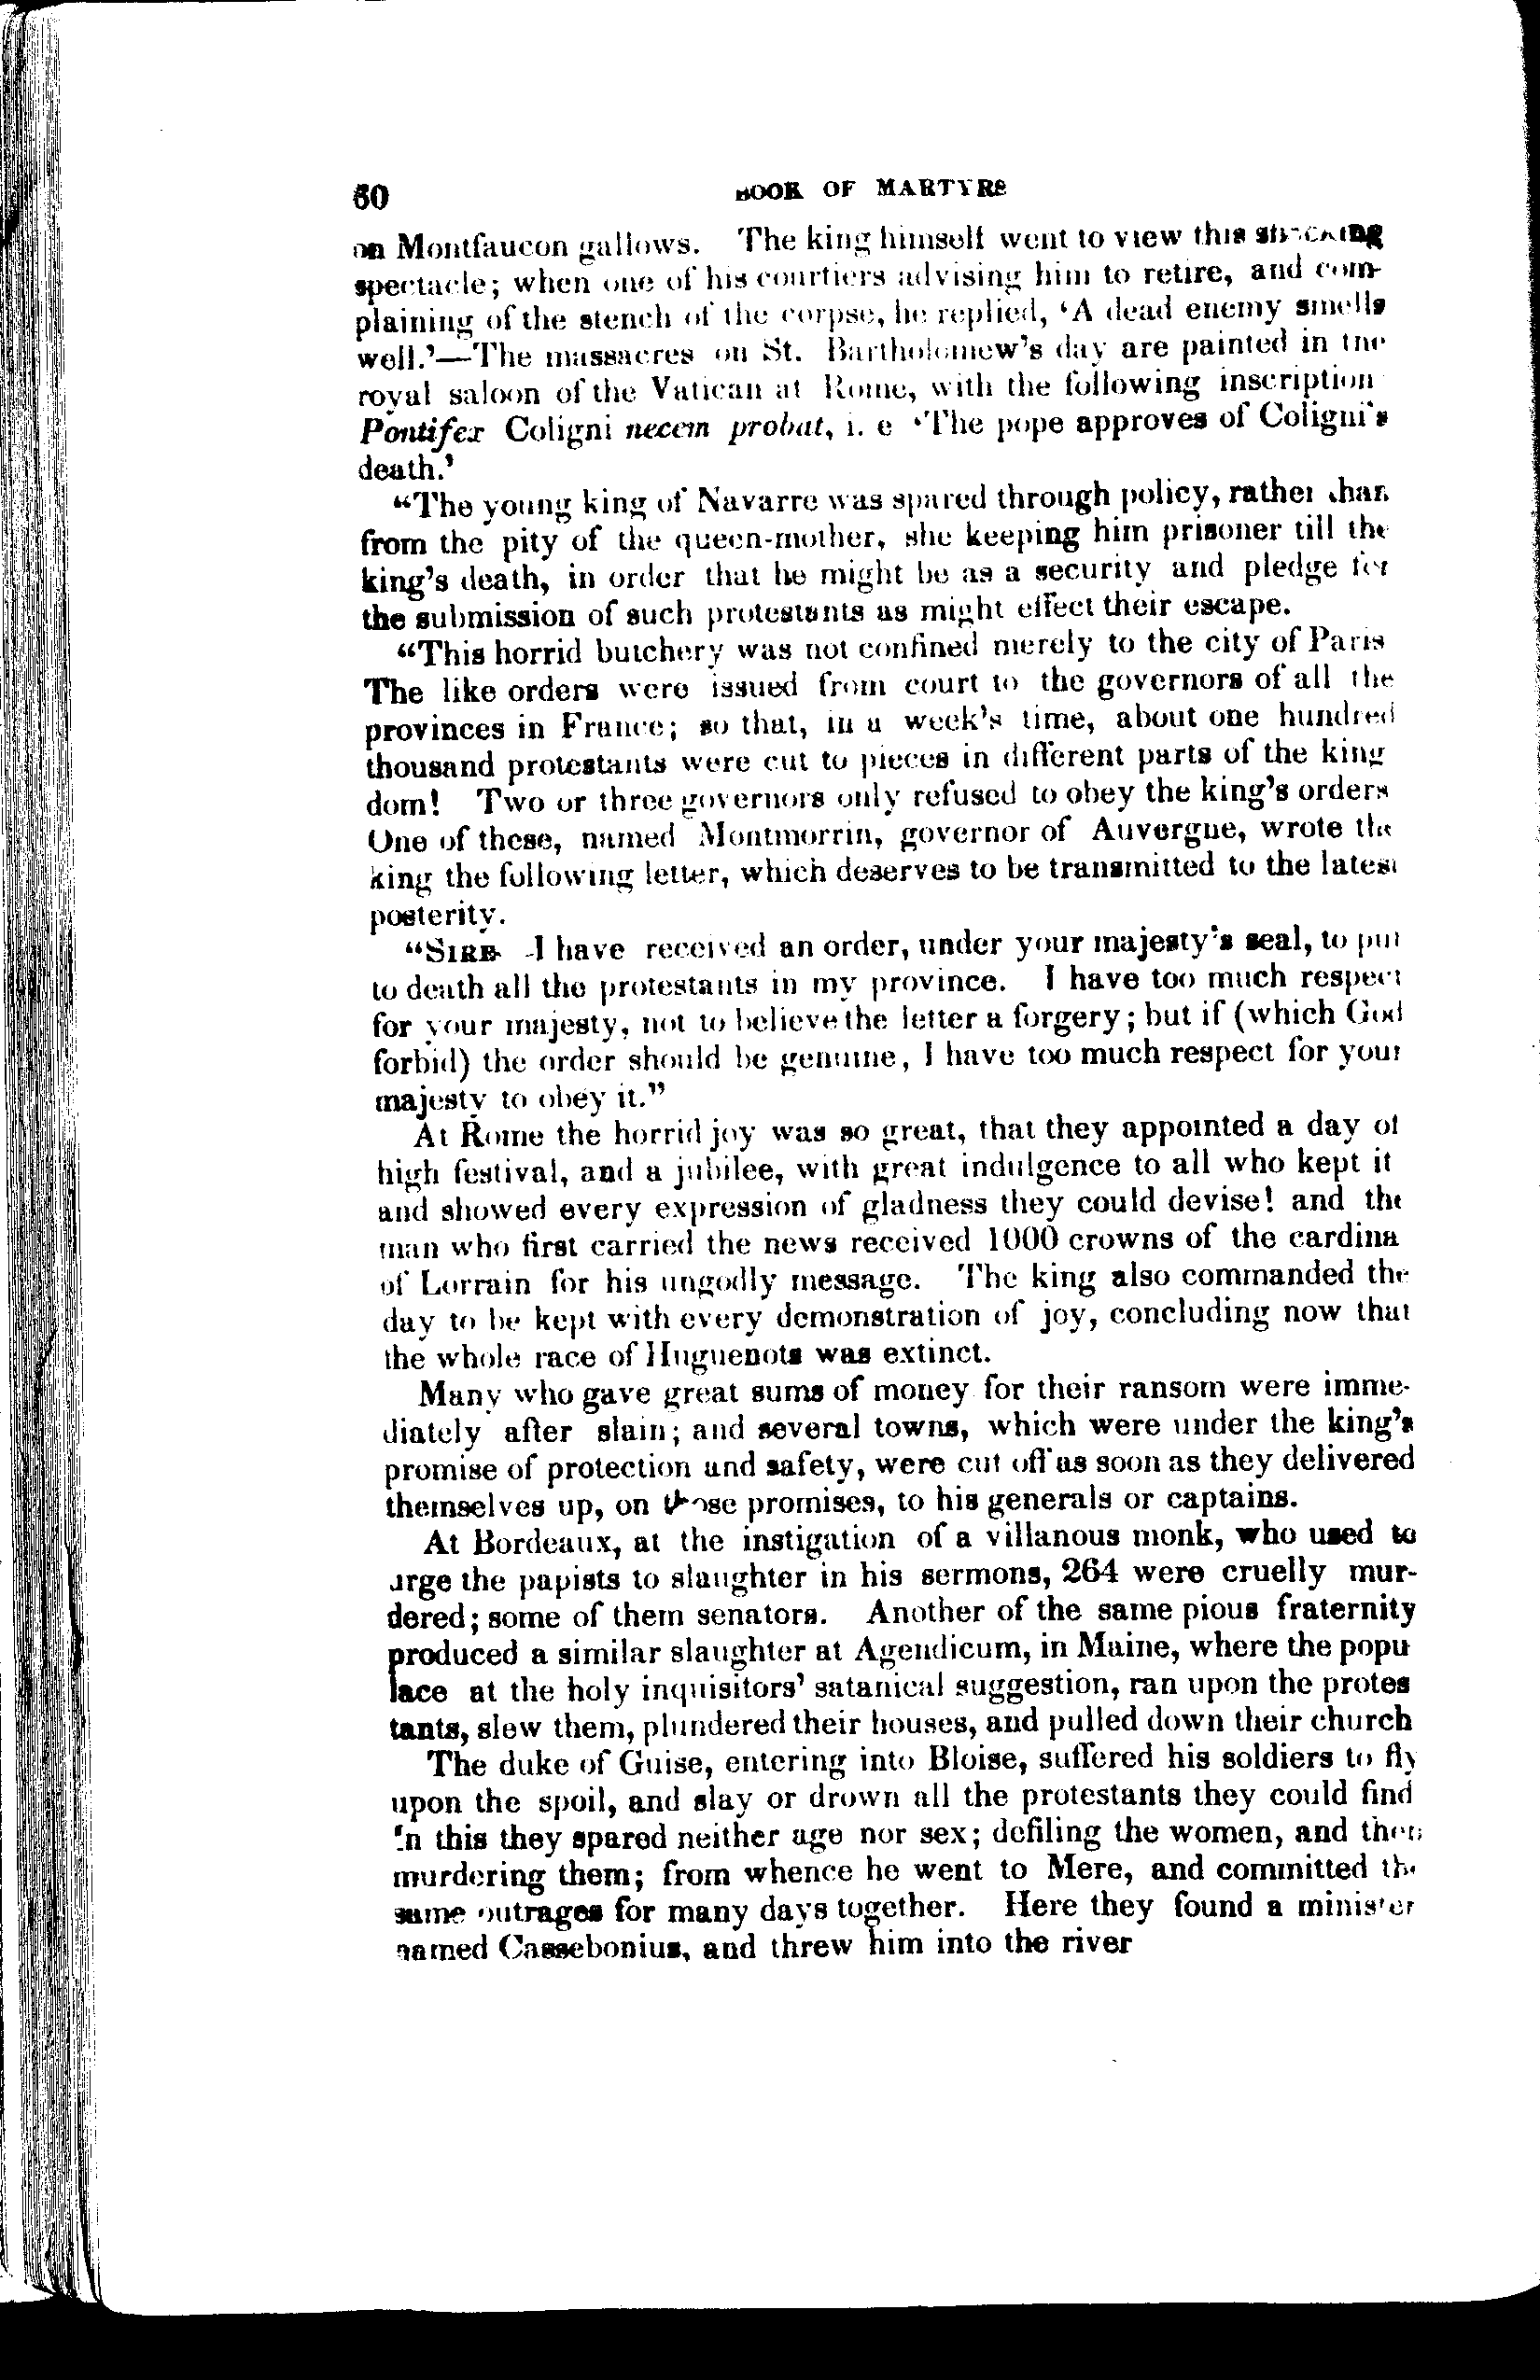 60 BOOK OF MARTYRS
on Montfaucon gallows. The king himself went to view this shocking
spectacle; when one of his courtiers advising him to retire, and com-
plaining of the stench of the corpse, he replied, 'A dead enemy smells
well.'—The massacres on St. Bartholomew's day are painted in the
royal saloon of the Vatican at Rome, with the following inscription
Pontifex Coligni necem probat, i. e 'The pope approves of Coligni's
death.'
"The young king of Navarre was spared through policy, rather than
from the pity of the queen-mother, she keeping him prisoner till the
king's death, in order that he might be as a security and pledge for
the submission of such protestants as might effect their escape.
"This horrid butchery was not confined merely to the city of Paris
The like orders were issued from court to the governors of all the
provinces in France; so that, in a week's time, about one hundred
thousand protestants were cut to pieces in different parts of the king
dom! Two or three governors only refused to obey the king's orders
One of these, named Montmorrin, governor of Auvergne, wrote the
king the following letter, which deserves to be transmitted to the latest
posterity.
"SIRE -I have received an order, under your majesty's seal, to put
to death all the protestants in my province. I have too much respect
for your majesty, not to believe the letter a forgery; but if (which God
forbid) the order should be genuine, I have too much respect for your
majesty to obey it."
At Rome the horrid joy was so great, that they appointed a day of
high festival, and a jubilee, with great indulgence to all who kept it
and showed every expression of gladness they could devise! and the
man who first carried the news received 1000 crowns of the cardina
of Lorrain for his ungodly message. The king also commanded the
day to be kept with every demonstration of joy, concluding now that
the whole race of Huguenots was extinct.
Many who gave great sums of money for their ransom were imme-
diately after slain; and several towns, which were under the king's
promise of protection and safety, were cut off as soon as they delivered
themselves up, on those promises, to his generals or captains.
At Bordeaux, at the instigation of a villanous monk, who used to
urge the papists to slaughter in his sermons, 264 were cruelly mur-
dered; some of them senators. Another of the same pious fraternity
produced a similar slaughter at Agendicum, in Maine, where the popu
lace at the holy inquisitors' satanical suggestion, ran upon the protes
tants, slew them, plundered their houses, and pulled down their church
The duke of Guise, entering into Bloise, suffered his soldiers to fly
upon the spoil, and slay or drown all the protestants they could find
In this they spared neither age nor sex; defiling the women, and then
murdering them; from whence he went to Mere, and committed the
same outrages for many days together. Here they found a minister
named Cassebonius, and threw him into the river